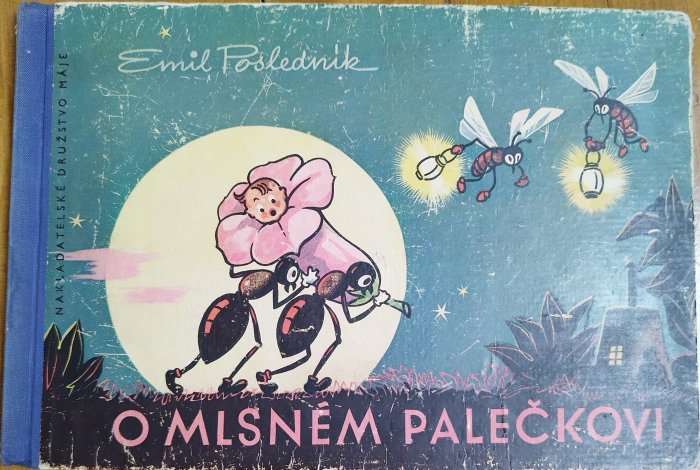 Emil Posledník
NAKLADATELSKÉ DRUŽSTVO MÁJE
O MLSNÉM PALEČKOVI